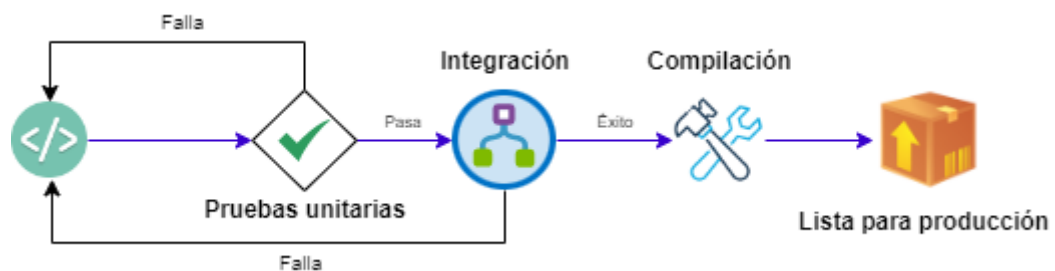 Falla
Integración
Compilación
</>
Pasa
Éxito
Pruebas unitarias
Lista para producción
Falla